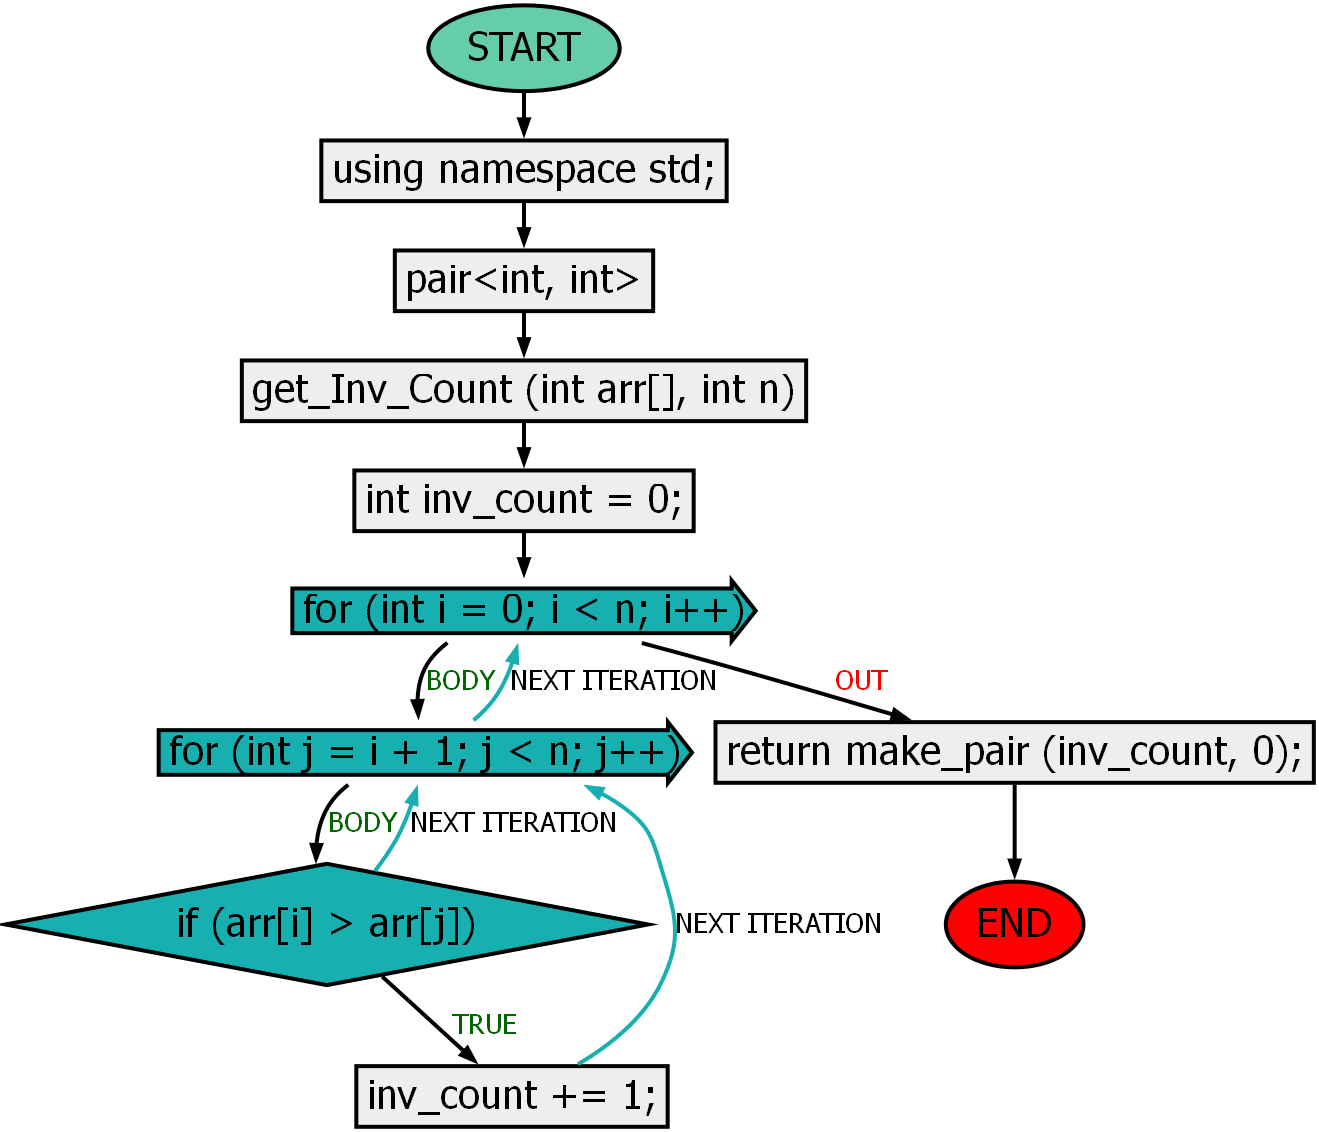 START
using namespace std;
pair<int, int>
get_Inv_Count (int arr[], int n)
int inv_count = 0;
for (int i = 0; i < n; i++)
BODY
NEXT ITERATION
OUT
for (int j = i + 1; j < n; j++)
return make_pair (inv_count, 0);
BODY
NEXT ITERATION
if (arr[i] > arr[j])
NEXT ITERATION
END
TRUE
inv_count += 1;